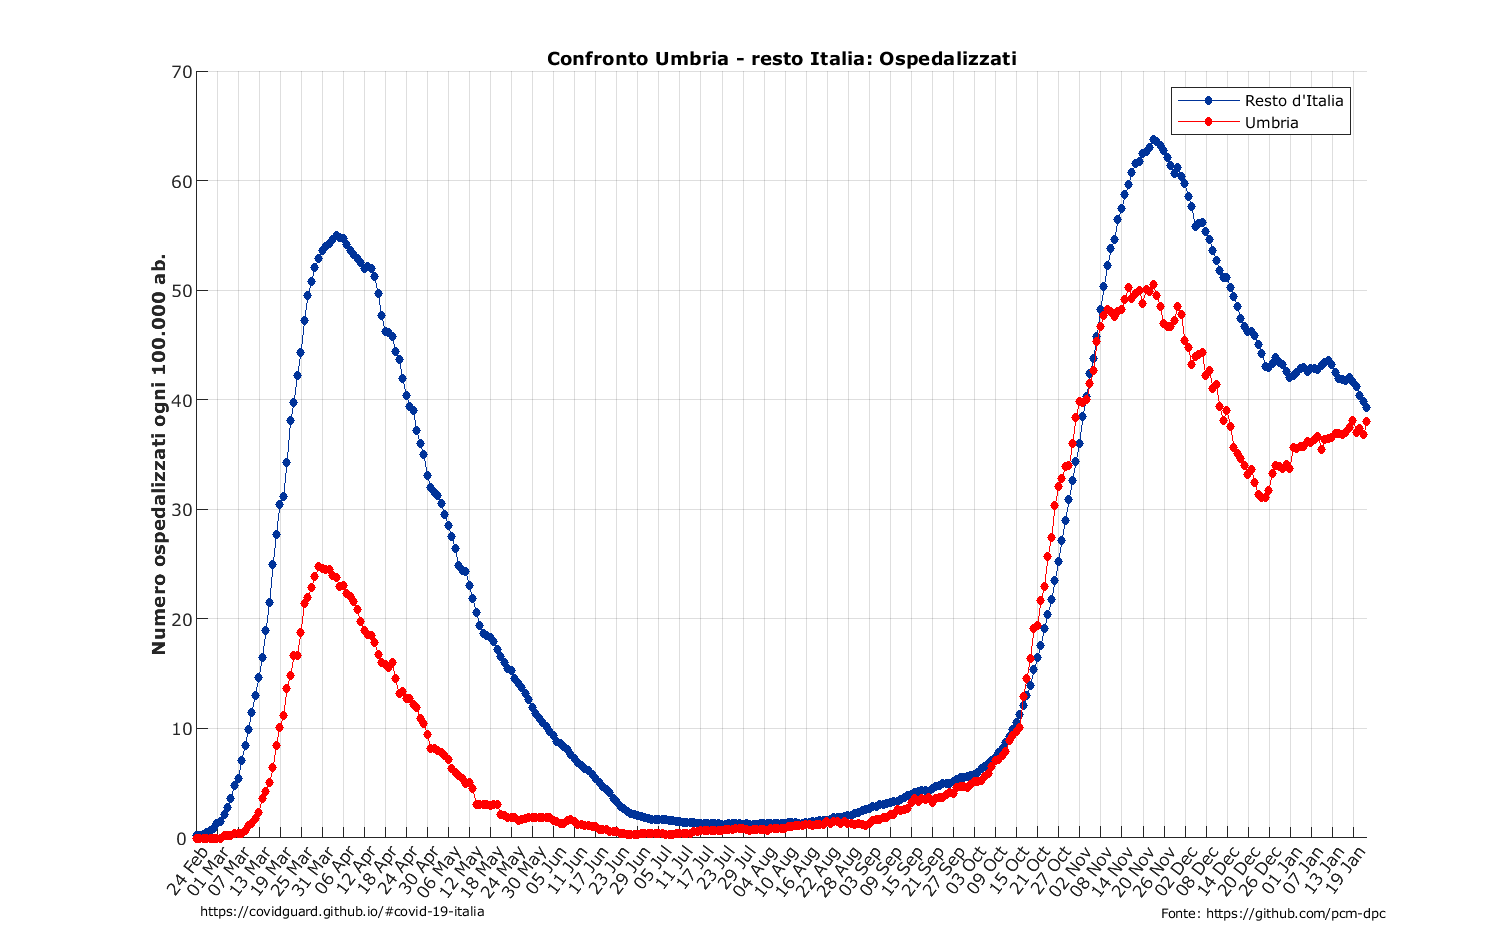 Confronto Umbria - resto Italia: Ospedalizzati
Resto d'Italia
Umbria
Numero ospedalizzati ogni 100.000 ab.
70
60
50
40
30
20
10
0
24 Feb
01 Mar
07 Mar
13 Mar
19 Mar
25 Mar
31 Mar
06 Apr
12 Apr
18 Apr
24 Apr
30 Apr
06 May
12 May
18 May
24 May
30 May
05 Jun
11 Jun
17 Jun
23 Jun
29 Jun
05 Jul
11 Jul
17 Jul
23 Jul
29 Jul
04 Aug
10 Aug
16 Aug
22 Aug
28 Aug
03 Sep
09 Sep
15 Sep
21 Sep
27 Sep
03 Oct
09 Oct
15 Oct
21 Oct
27 Oct
02 Nov
08 Nov
14 Nov
20 Nov
26 Nov
02 Dec
08 Dec
14 Dec
20 Dec
26 Dec
01 Jan
07 Jan
13 Jan
19 Jan
https://covidguard.github.io/#covid-19-italia
Fonte: https://github.com/pcm-dpc